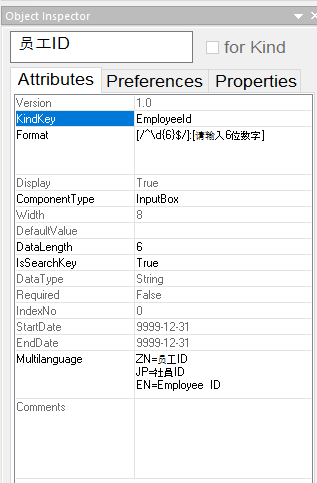 Object Inspector
员工ID
for Kind
Attributes Preferences Properties
Version 1.0
KindKey EmployeeId
Format [/^\d{6}$/]:[请输入6位数字]
Display True
ComponentType InputBox
Width 8
DefaultValue
DataLength 6
IsSearchKey True
DataType String
Required False
IndexNo 0
StartDate 9999-12-31
EndDate 9999-12-31
Multilanguage ZN=员工ID
JP=社員ID
EN=Employee ID
Comments